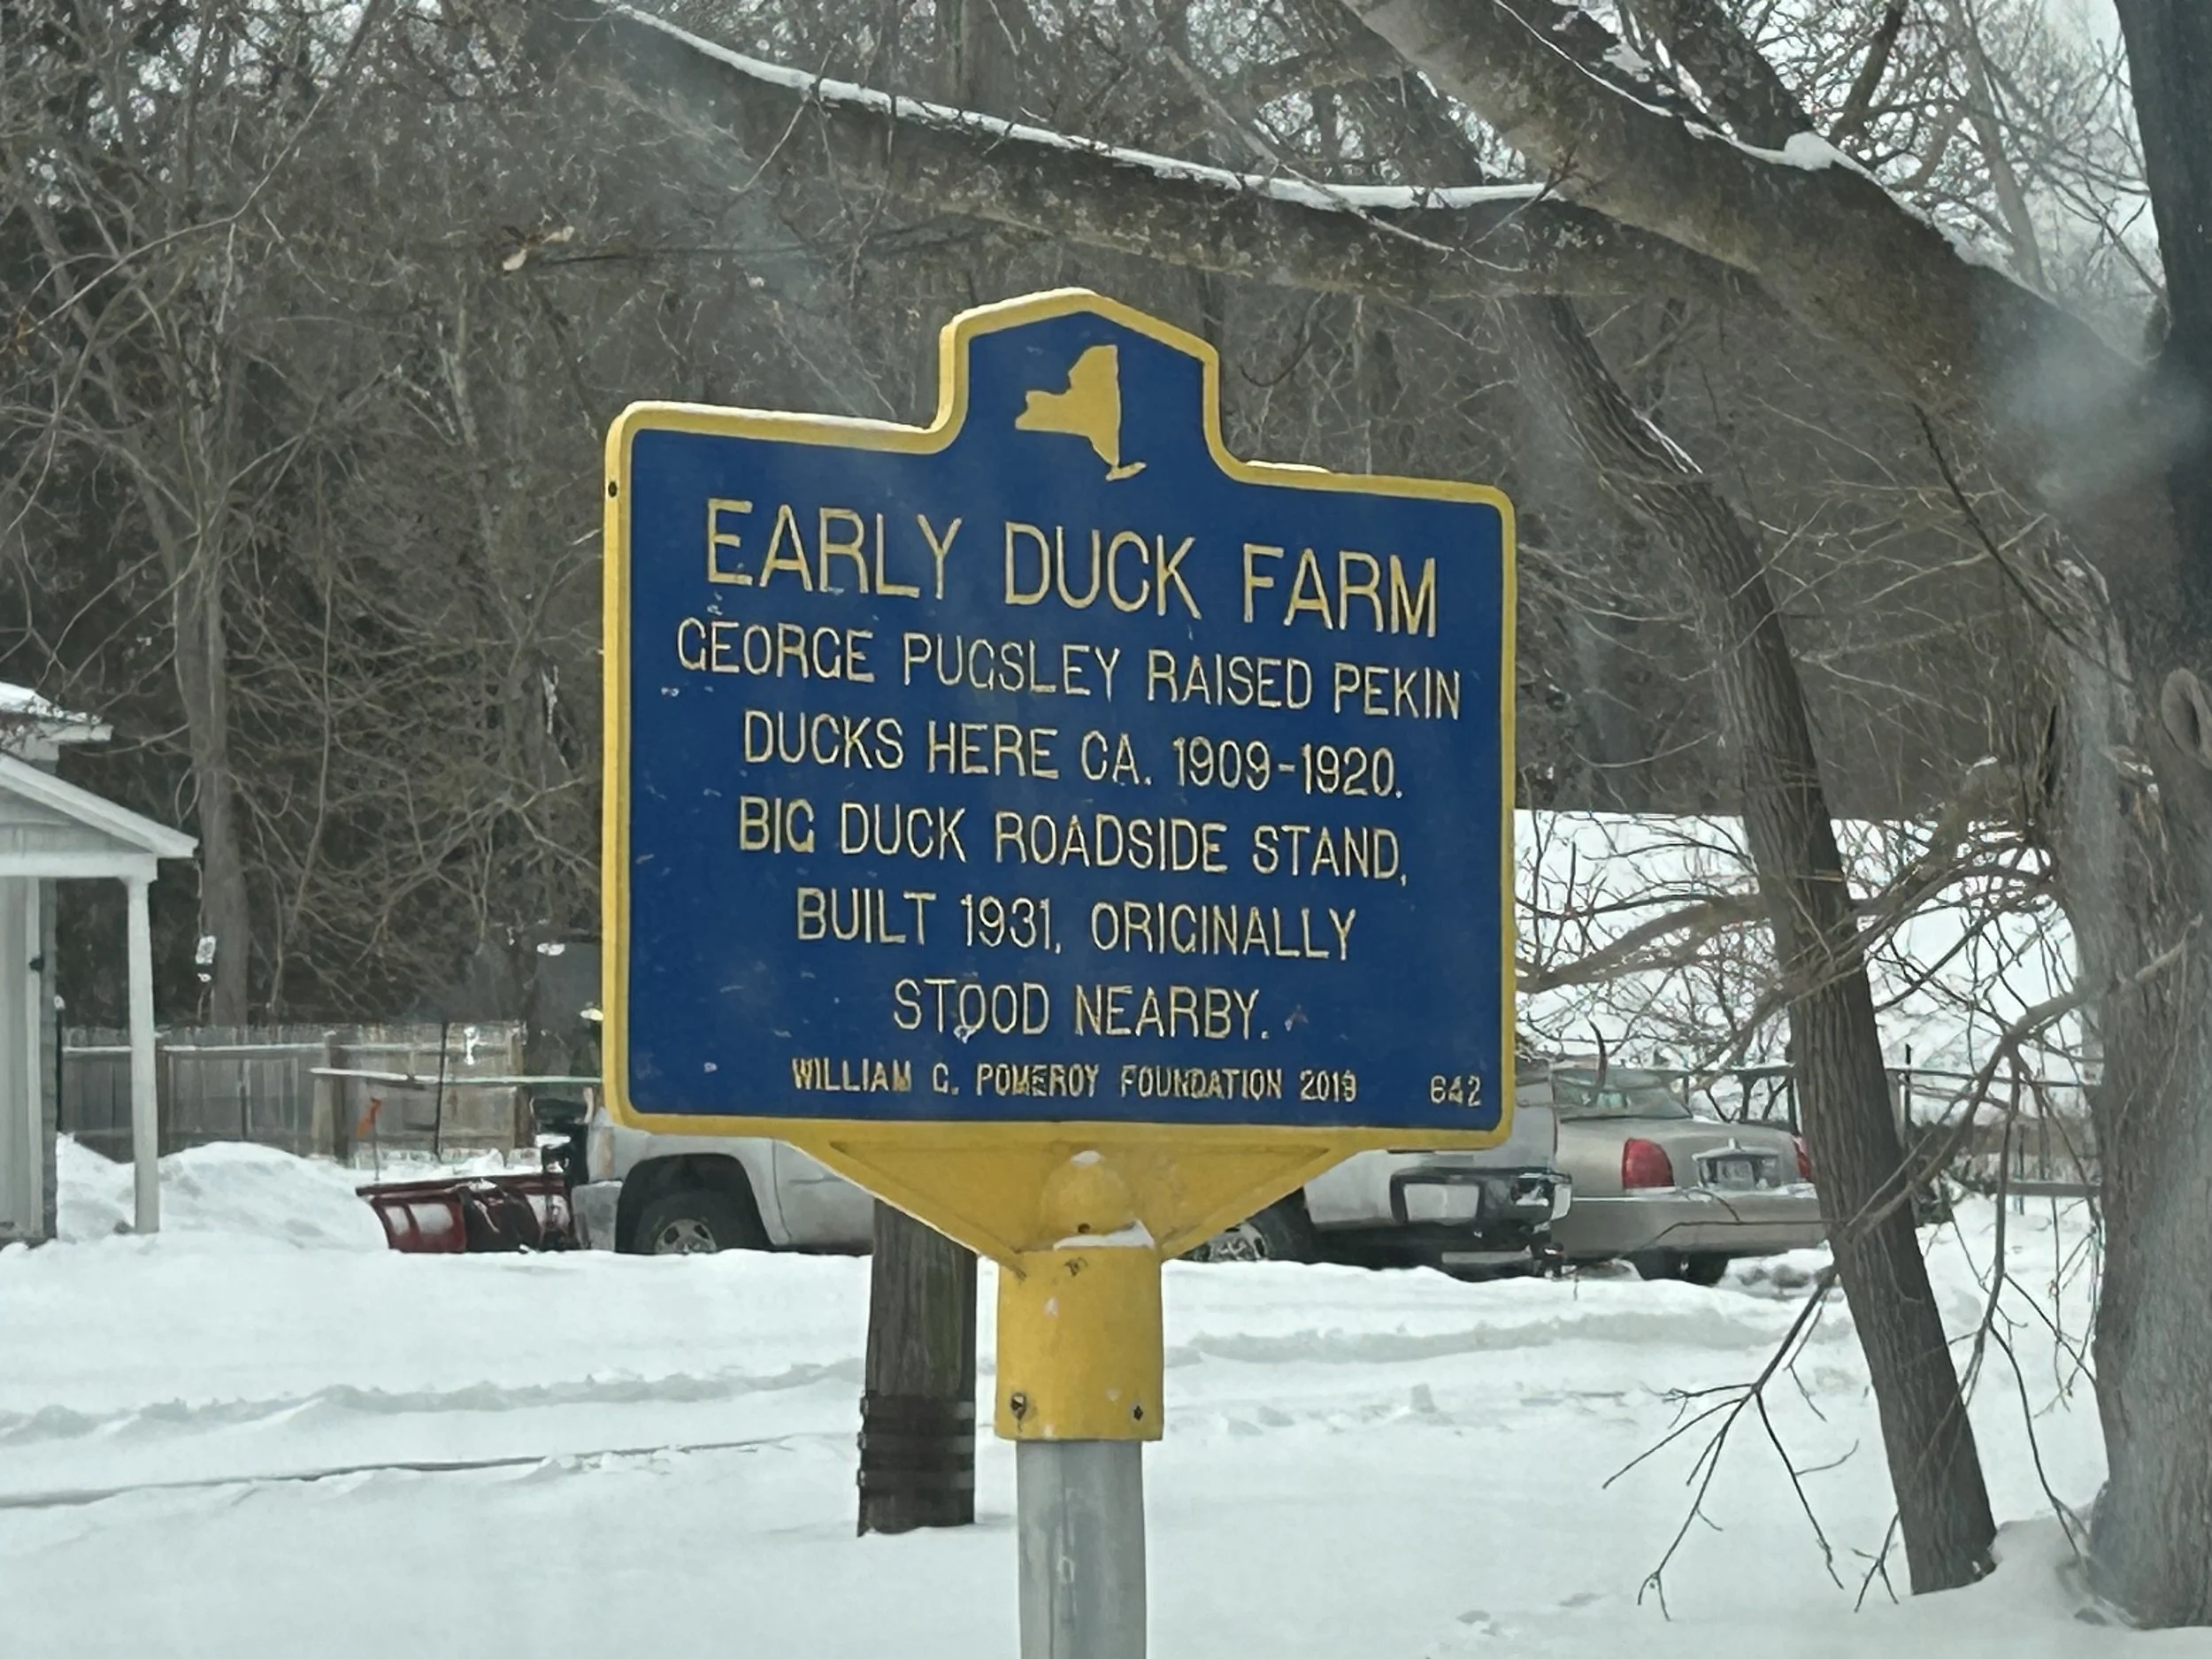 EARLY DUCK FARM
GEORGE PUGSLEY RAISED PEKIN
DUCKS HERE CA. 1909-1920.
BIG DUCK ROADSIDE STAND,
BUILT 1931, ORIGINALLY
STOOD NEARBY.
WILLIAM G. POMEROY FOUNDATION 2019 642